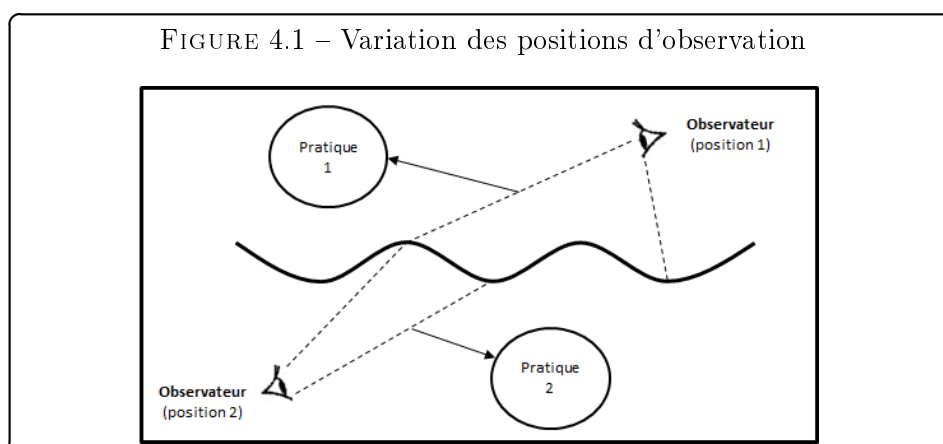 FIGURE 4.1 – Variation des positions d'observation
Pratique
1
Observateur
(position 1)
Pratique
2
Observateur
(position 2)